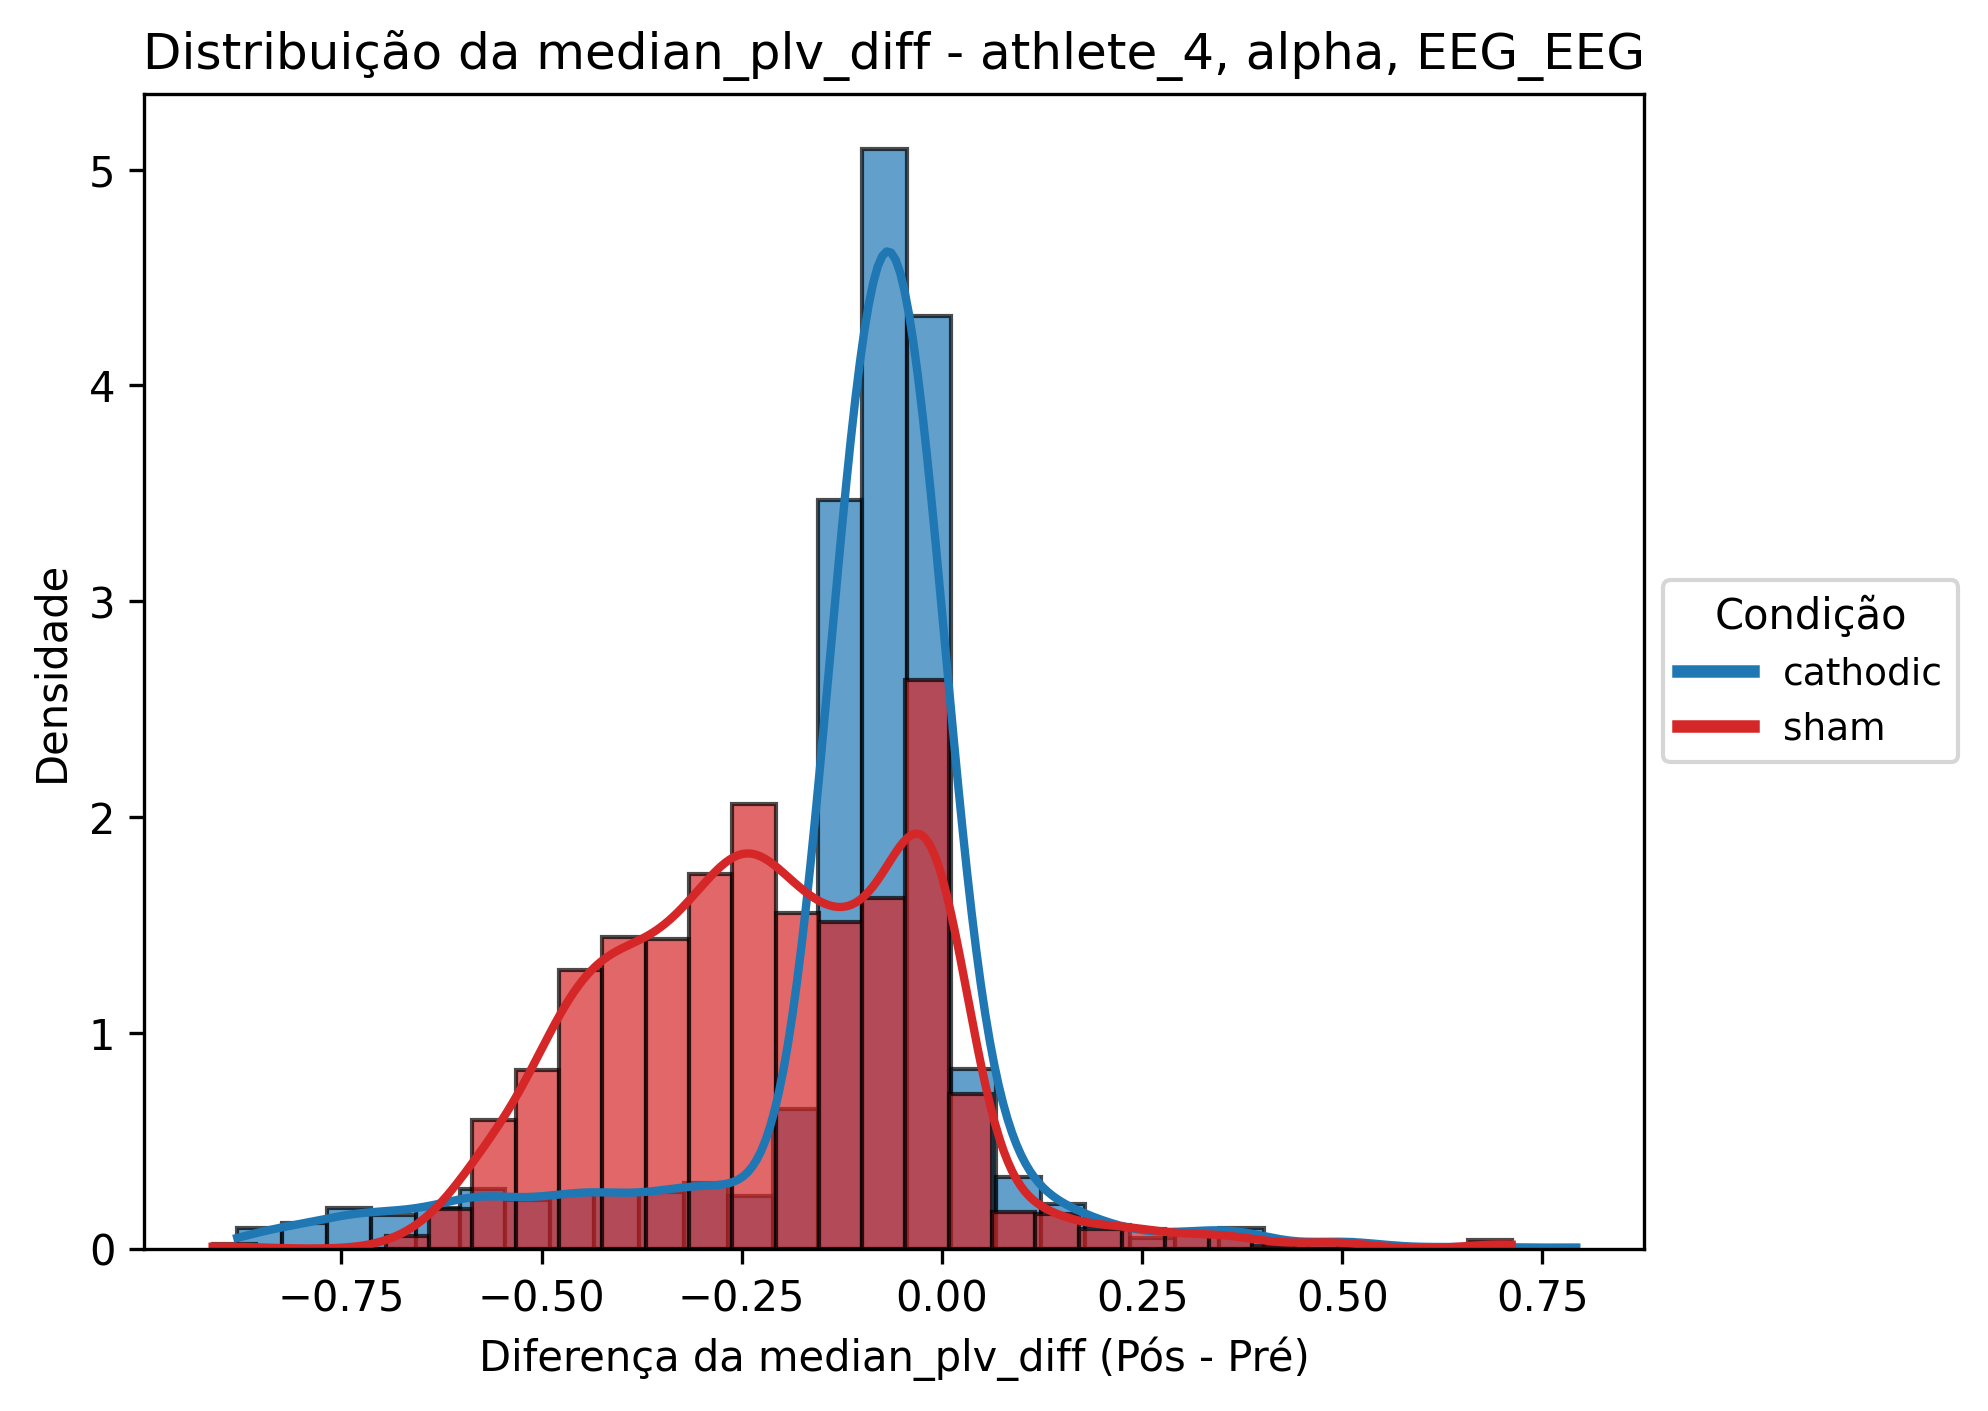 Distribuição da median_plv_diff - athlete_4, alpha, EEG_EEG
Densidade
5
4
3
2
1
0
−0.75
−0.50
−0.25
0.00
0.25
0.50
0.75
Diferença da median_plv_diff (Pós - Pré)
Condição
cathodic
sham